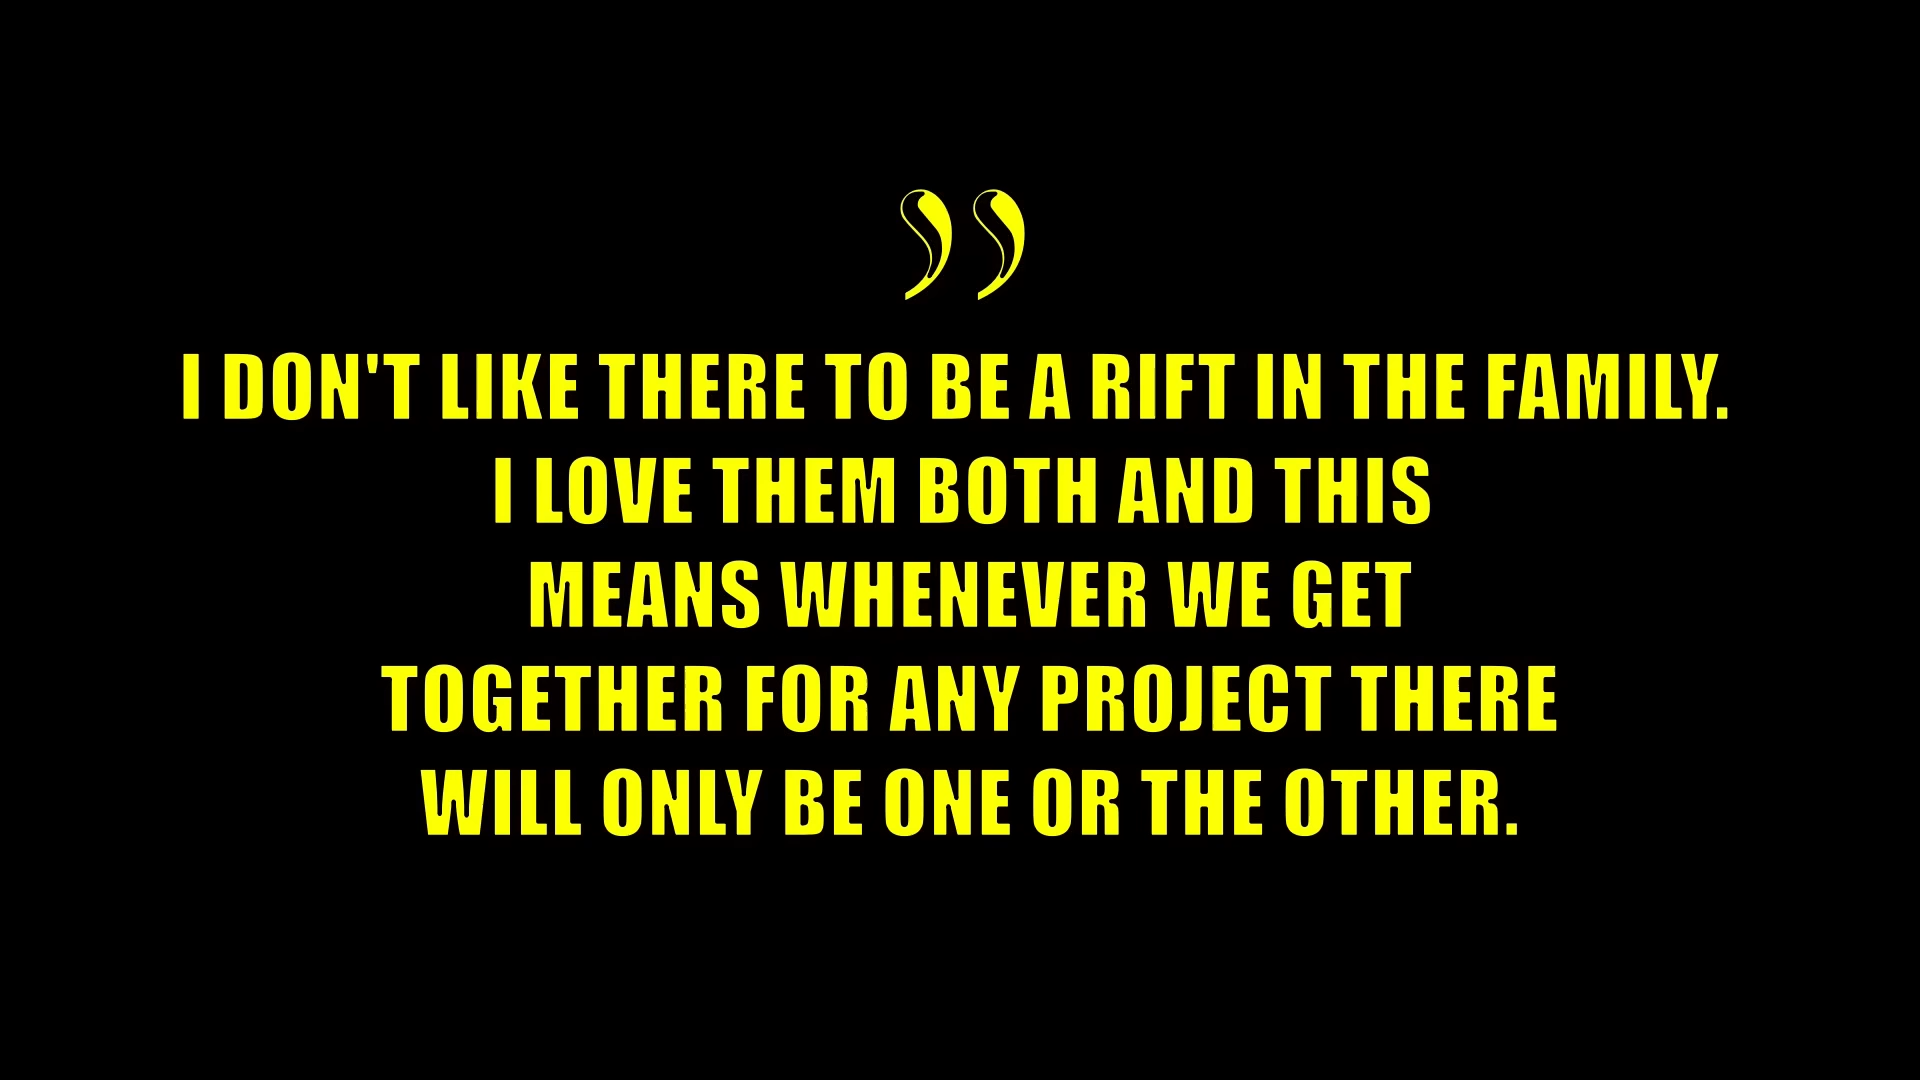 ”
I DON'T LIKE THERE TO BE A RIFT IN THE FAMILY.
I LOVE THEM BOTH AND THIS
MEANS WHENEVER WE GET
TOGETHER FOR ANY PROJECT THERE
WILL ONLY BE ONE OR THE OTHER.